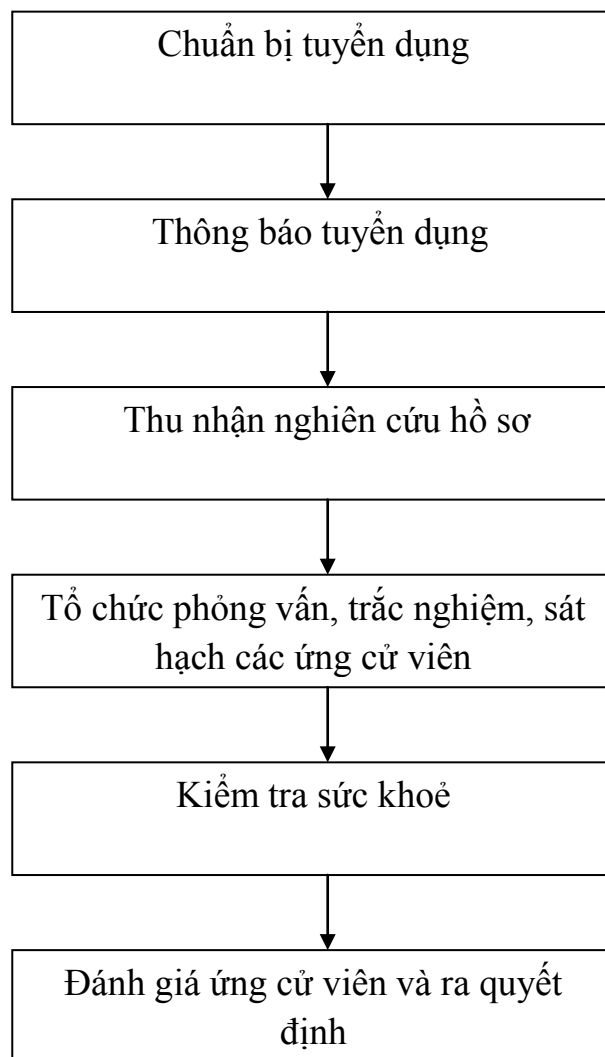 Chuẩn bị tuyển dụng
Thông báo tuyển dụng
Thu nhận nghiên cứu hồ sơ
Tổ chức phỏng vấn, trắc nghiệm, sát
hạch các ứng cử viên
Kiểm tra sức khoẻ
Đánh giá ứng cử viên và ra quyết
định